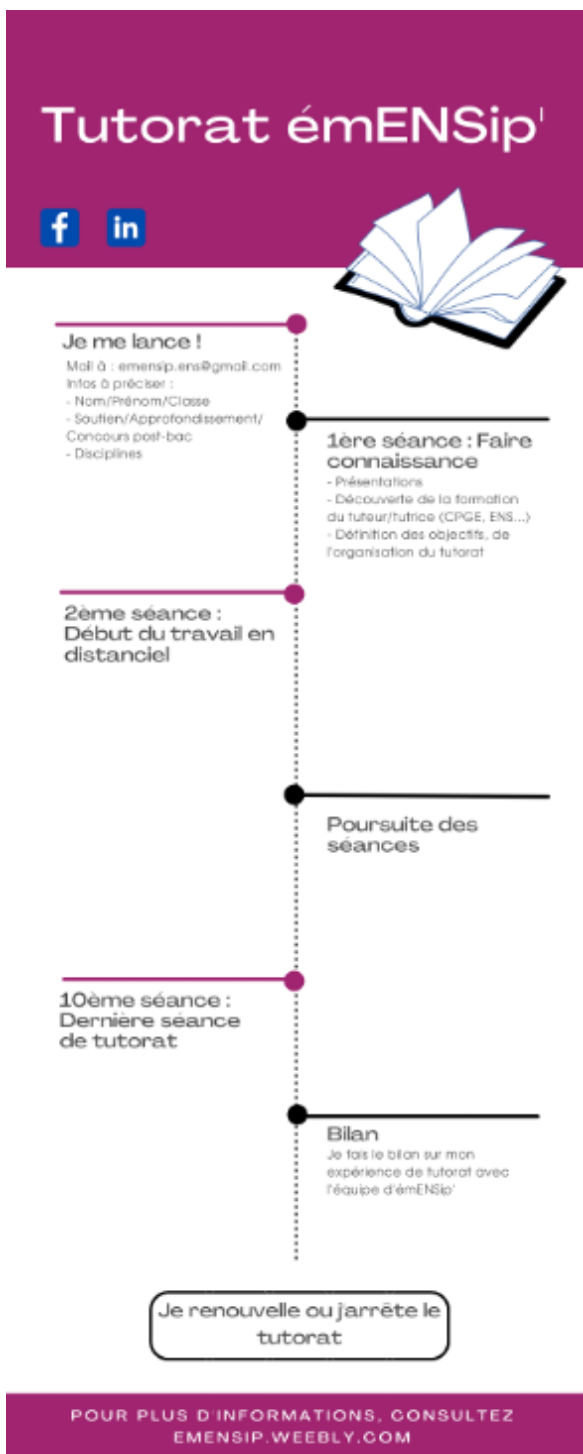 Tutorat émENSip'
f in
Je me lance !
Mail à : emensip.ens@gmail.com
Infos à préciser :
- Nom/Prénom/Classe
- Soutien/Approfondissement/
Concours post-bac
- Disciplines
1ère séance : Faire
connaissance
- Présentations
- Découverte de la formation
du tuteur/tutrice (CPGE, ENS...)
- Définition des objectifs, de
l'organisation du tutorat
2ème séance :
Début du travail en
distanciel
Poursuite des
séances
10ème séance :
Dernière séance
de tutorat
Bilan
Je fais le bilan sur mon
expérience de tutorat avec
l'équipe d'émENSip'
Je renouvelle ou j'arrête le
tutorat
POUR PLUS D'INFORMATIONS, CONSULTEZ
EMENSIP.WEEBLY.COM